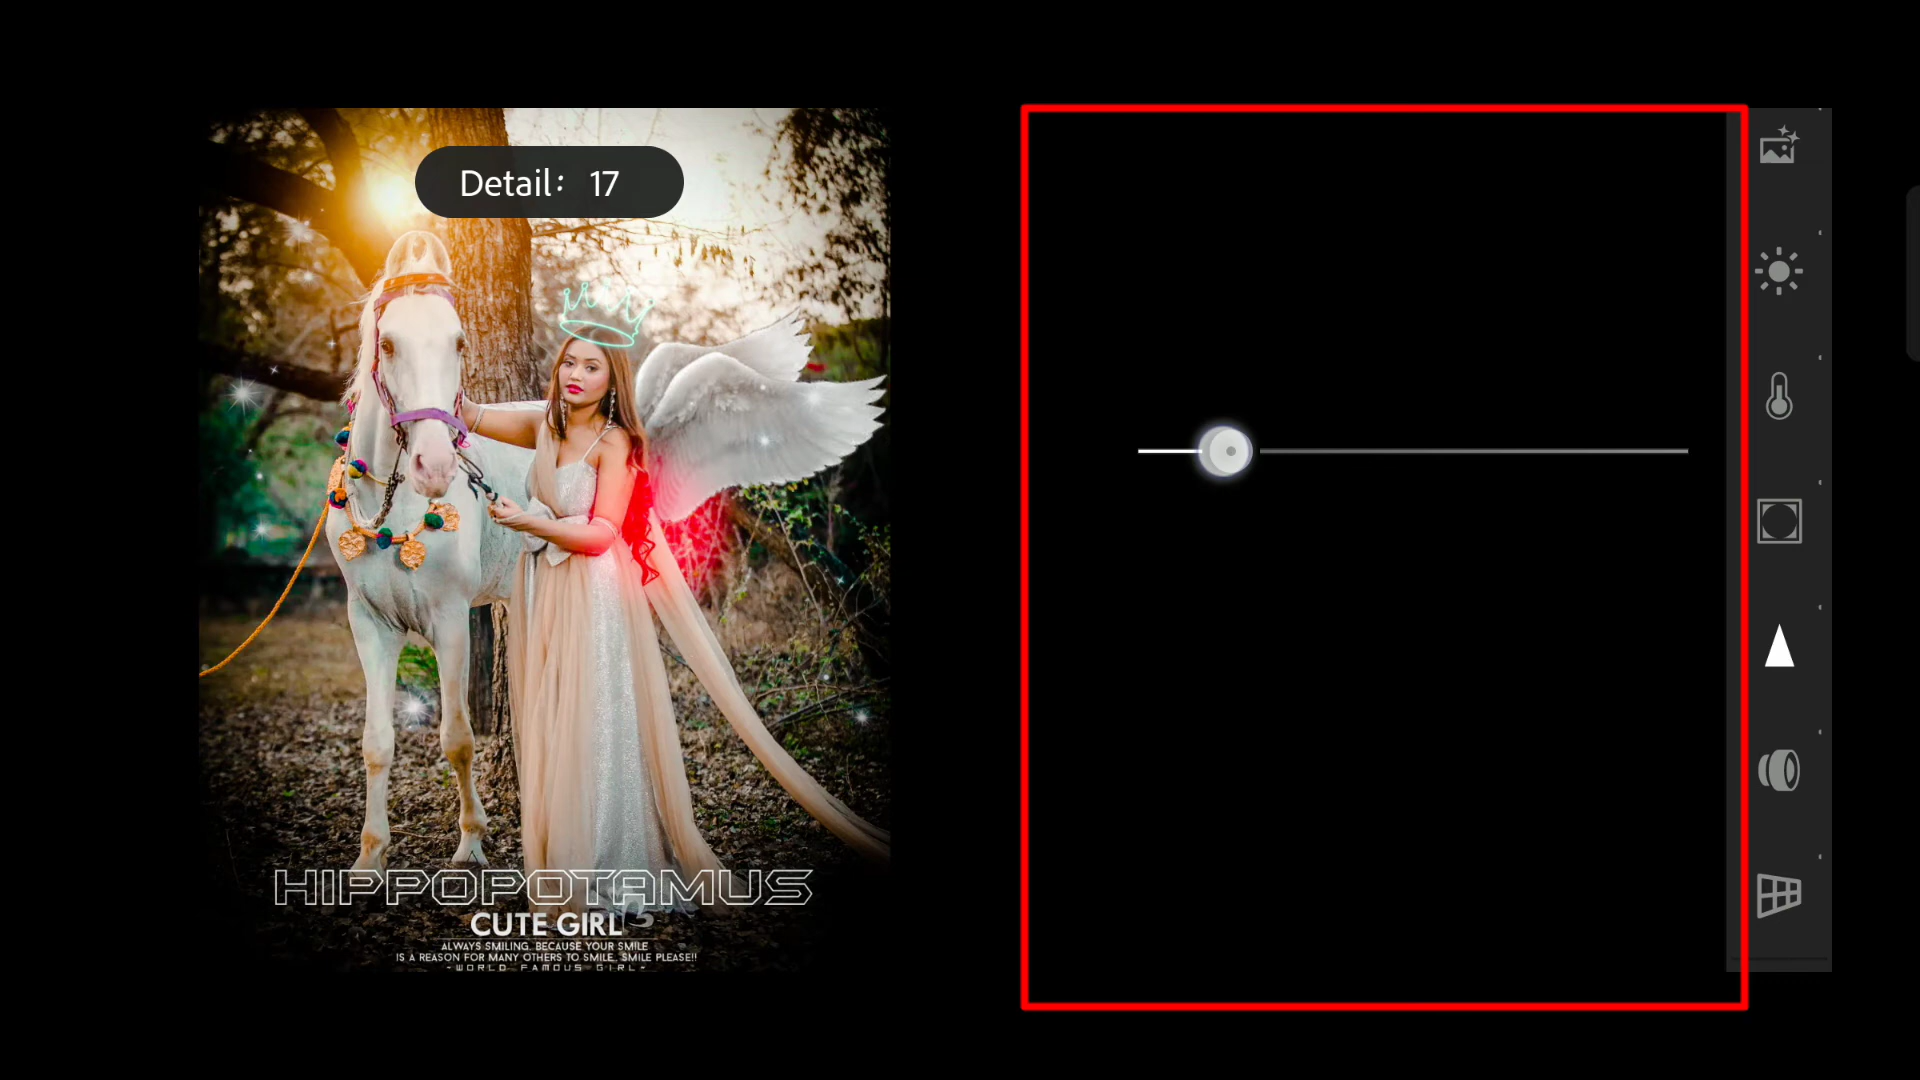 Detail: 17
HIPPOPOTAMUS
CUTE GIRL
ALWAYS SMILING. BECAUSE YOUR SMILE
IS A REASON FOR MANY OTHERS TO SMILE. SMILE PLEASE!!
-WORLD FAMOUS GIRL-